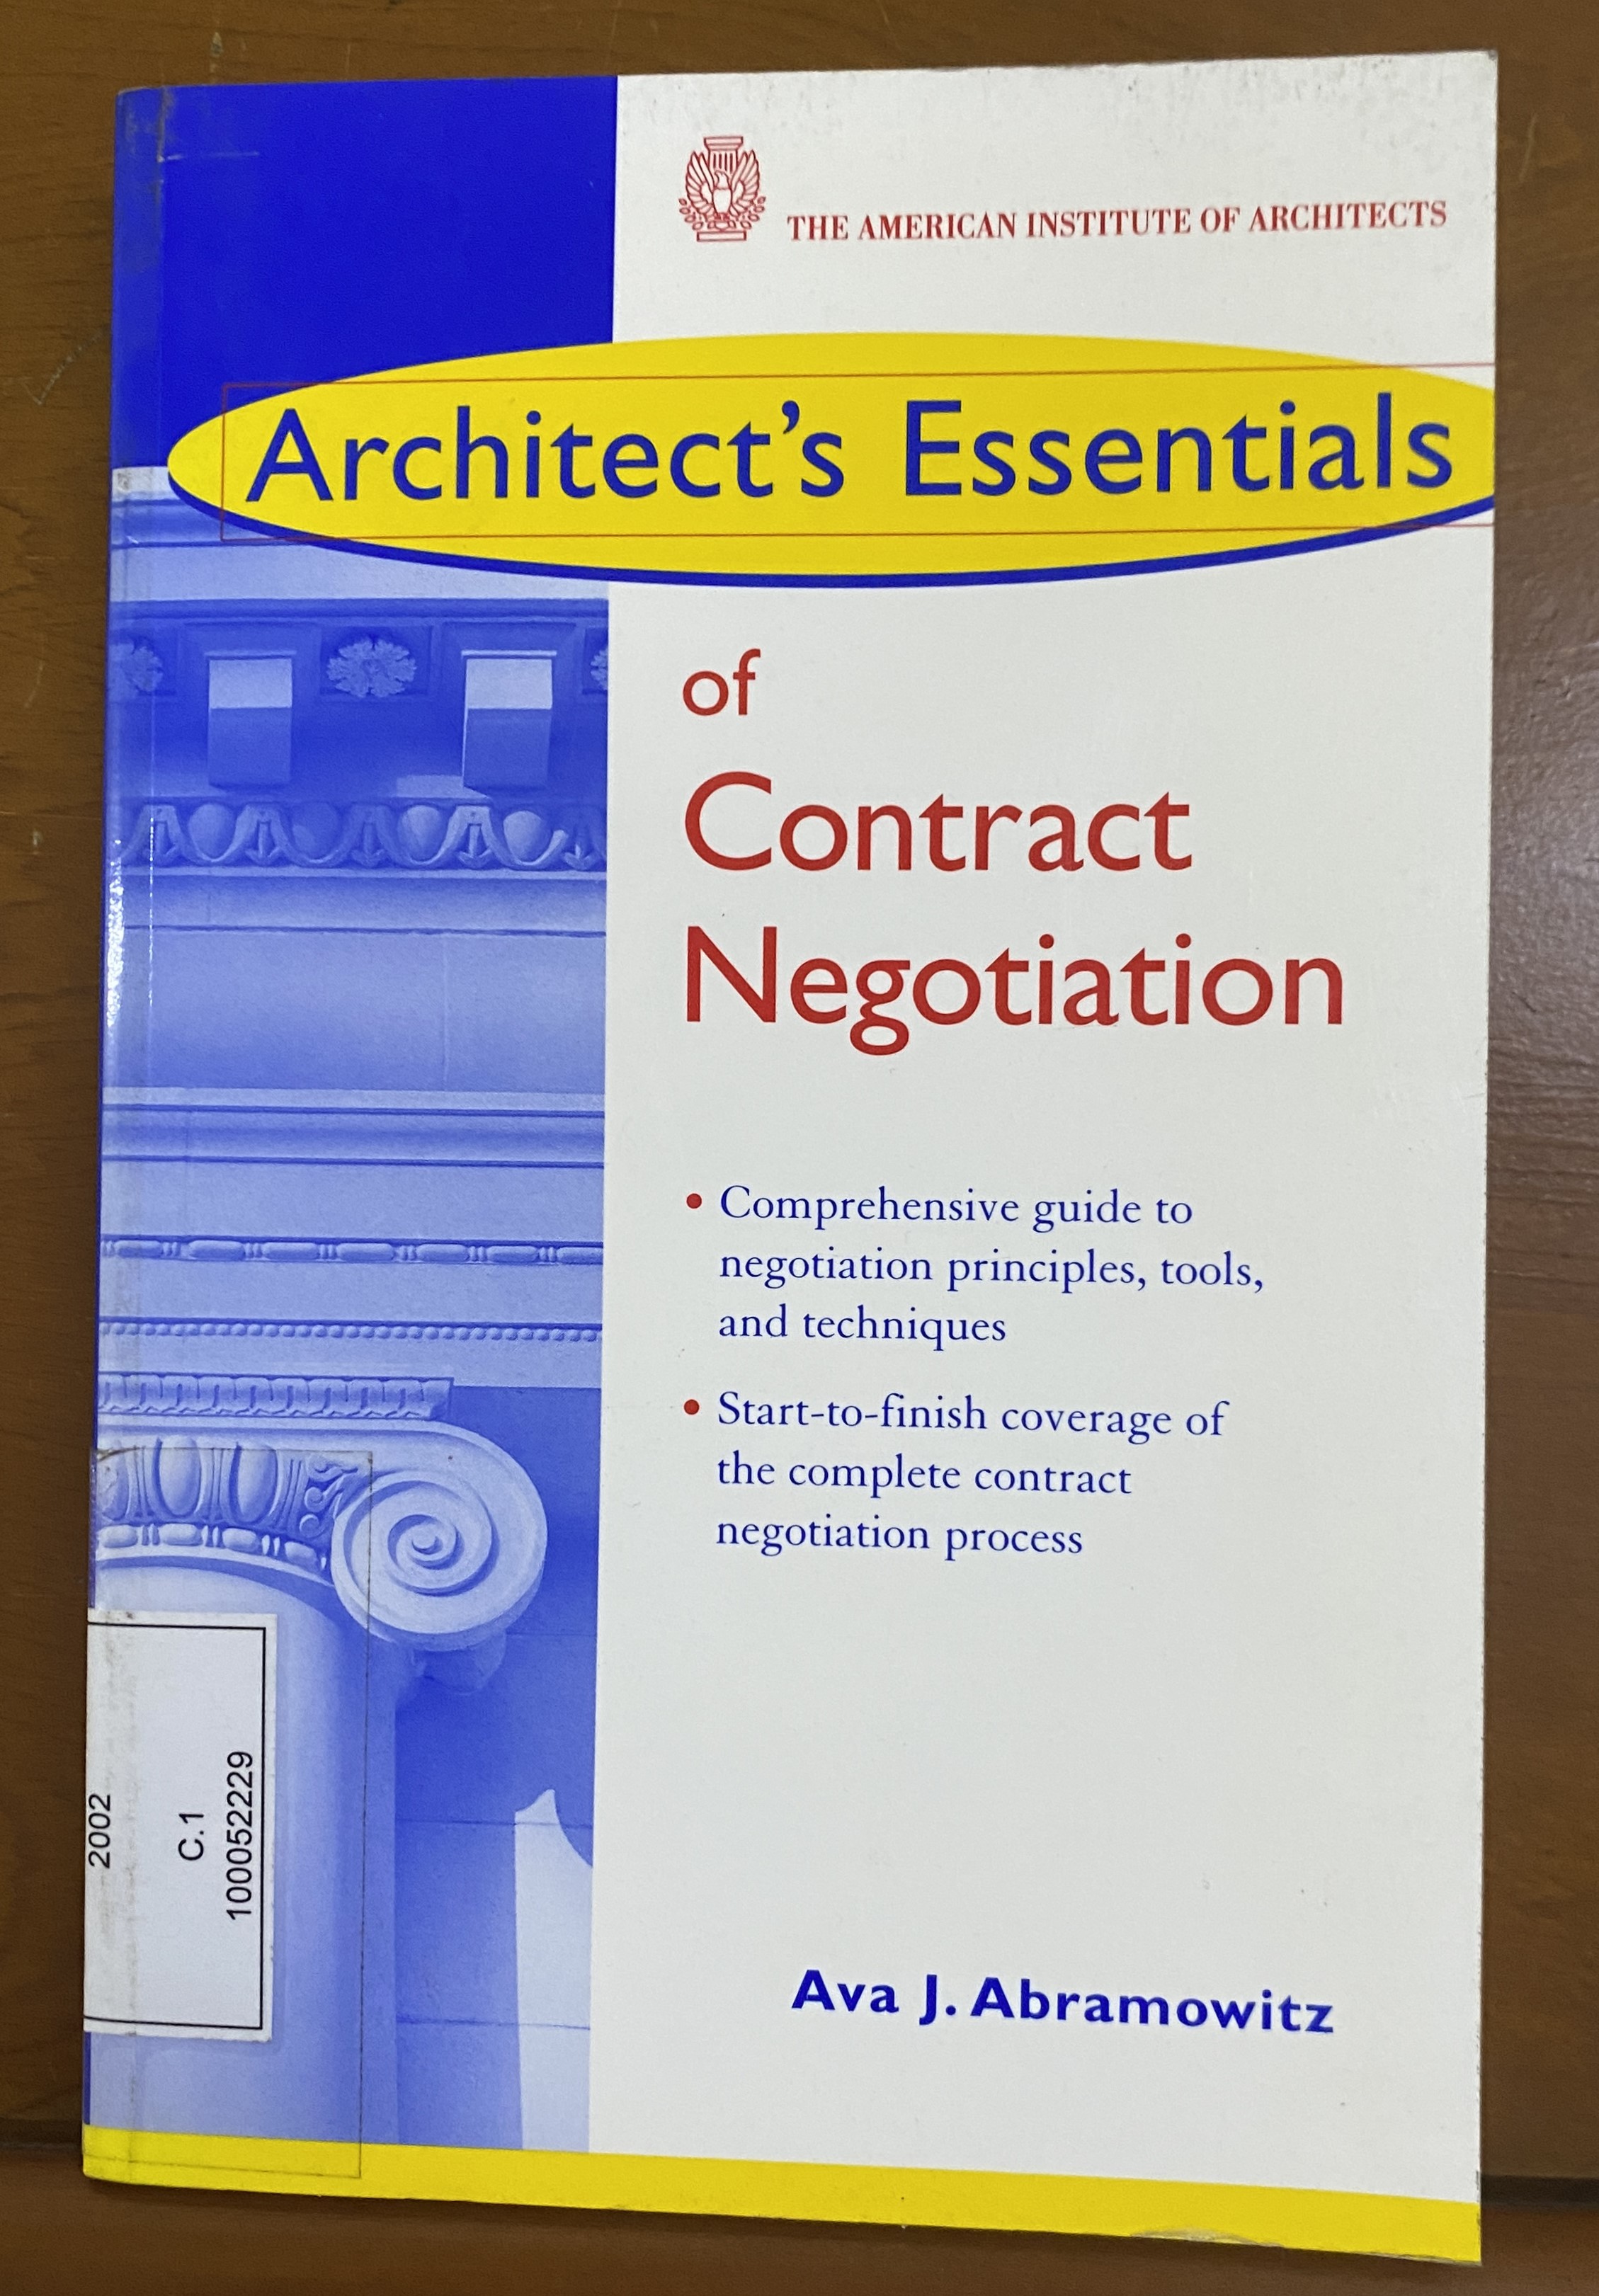 THE AMERICAN INSTITUTE OF ARCHITECTS
Architect's Essentials
of
Contract
Negotiation
• Comprehensive guide to
negotiation principles, tools,
and techniques
• Start-to-finish coverage of
the complete contract
negotiation process
Ava J. Abramowitz
2002
C.1
100052229